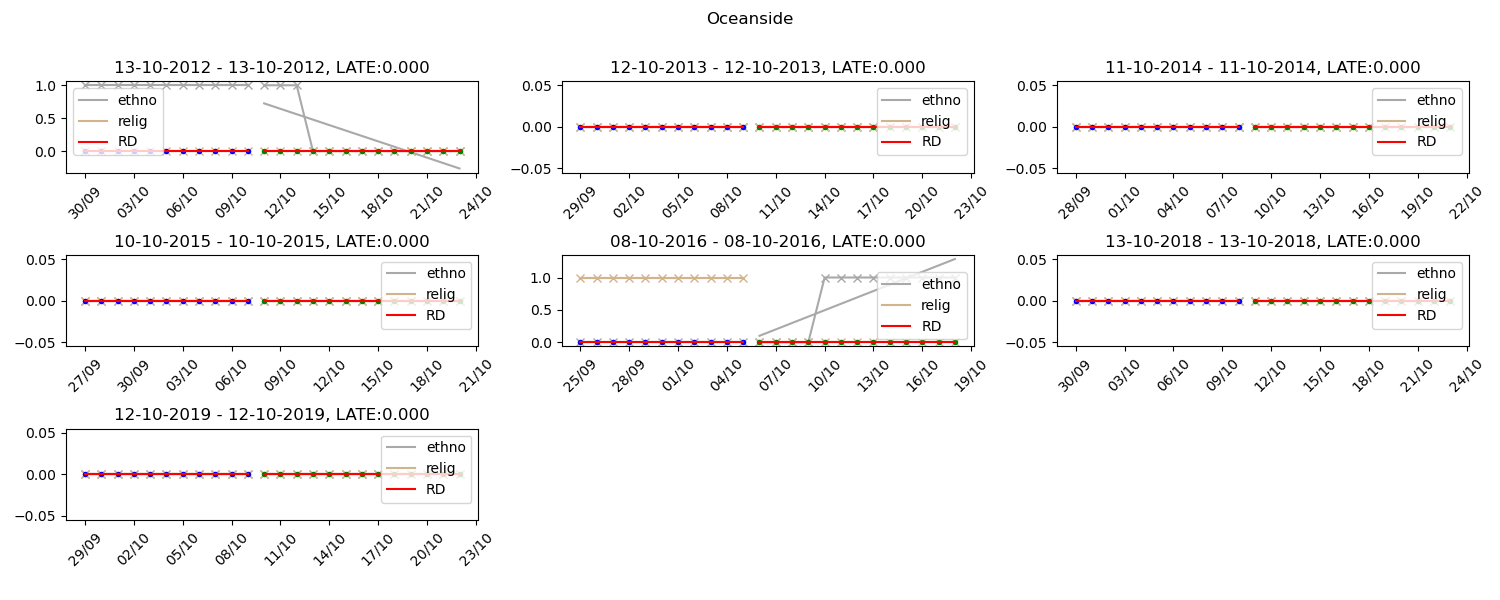 Oceanside
13-10-2012 - 13-10-2012, LATE:0.000
1.0
0.5
0.0
ethno
relig
RD
30/09 03/10 06/10 09/10 12/10 15/10 18/10 21/10 24/10
12-10-2013 - 12-10-2013, LATE:0.000
0.05
0.00
−0.05
ethno
relig
RD
29/09 02/10 05/10 08/10 11/10 14/10 17/10 20/10 23/10
11-10-2014 - 11-10-2014, LATE:0.000
0.05
0.00
−0.05
ethno
relig
RD
28/09 01/10 04/10 07/10 10/10 13/10 16/10 19/10 22/10
10-10-2015 - 10-10-2015, LATE:0.000
0.05
0.00
−0.05
ethno
relig
RD
27/09 30/09 03/10 06/10 09/10 12/10 15/10 18/10 21/10
08-10-2016 - 08-10-2016, LATE:0.000
1.0
0.5
0.0
ethno
relig
RD
25/09 28/09 01/10 04/10 07/10 10/10 13/10 16/10 19/10
13-10-2018 - 13-10-2018, LATE:0.000
0.05
0.00
−0.05
ethno
relig
RD
30/09 03/10 06/10 09/10 12/10 15/10 18/10 21/10 24/10
12-10-2019 - 12-10-2019, LATE:0.000
0.05
0.00
−0.05
ethno
relig
RD
29/09 02/10 05/10 08/10 11/10 14/10 17/10 20/10 23/10